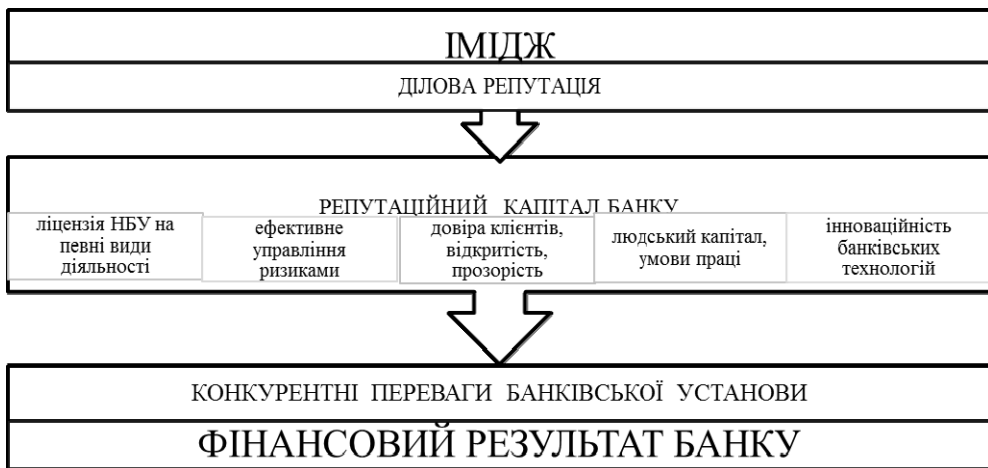 ІМІДЖ
ДІЛОВА РЕПУТАЦІЯ
РЕПУТАЦІЙНИЙ КАПІТАЛ БАНКУ
ліцензія НБУ на
певні види
діяльності
ефективне
управління
ризиками
довіра клієнтів,
відкритість,
прозорість
людський капітал,
умови праці
інноваційність
банківських
технологій
КОНКУРЕНТНІ ПЕРЕВАГИ БАНКІВСЬКОЇ УСТАНОВИ
ФІНАНСОВИЙ РЕЗУЛЬТАТ БАНКУ